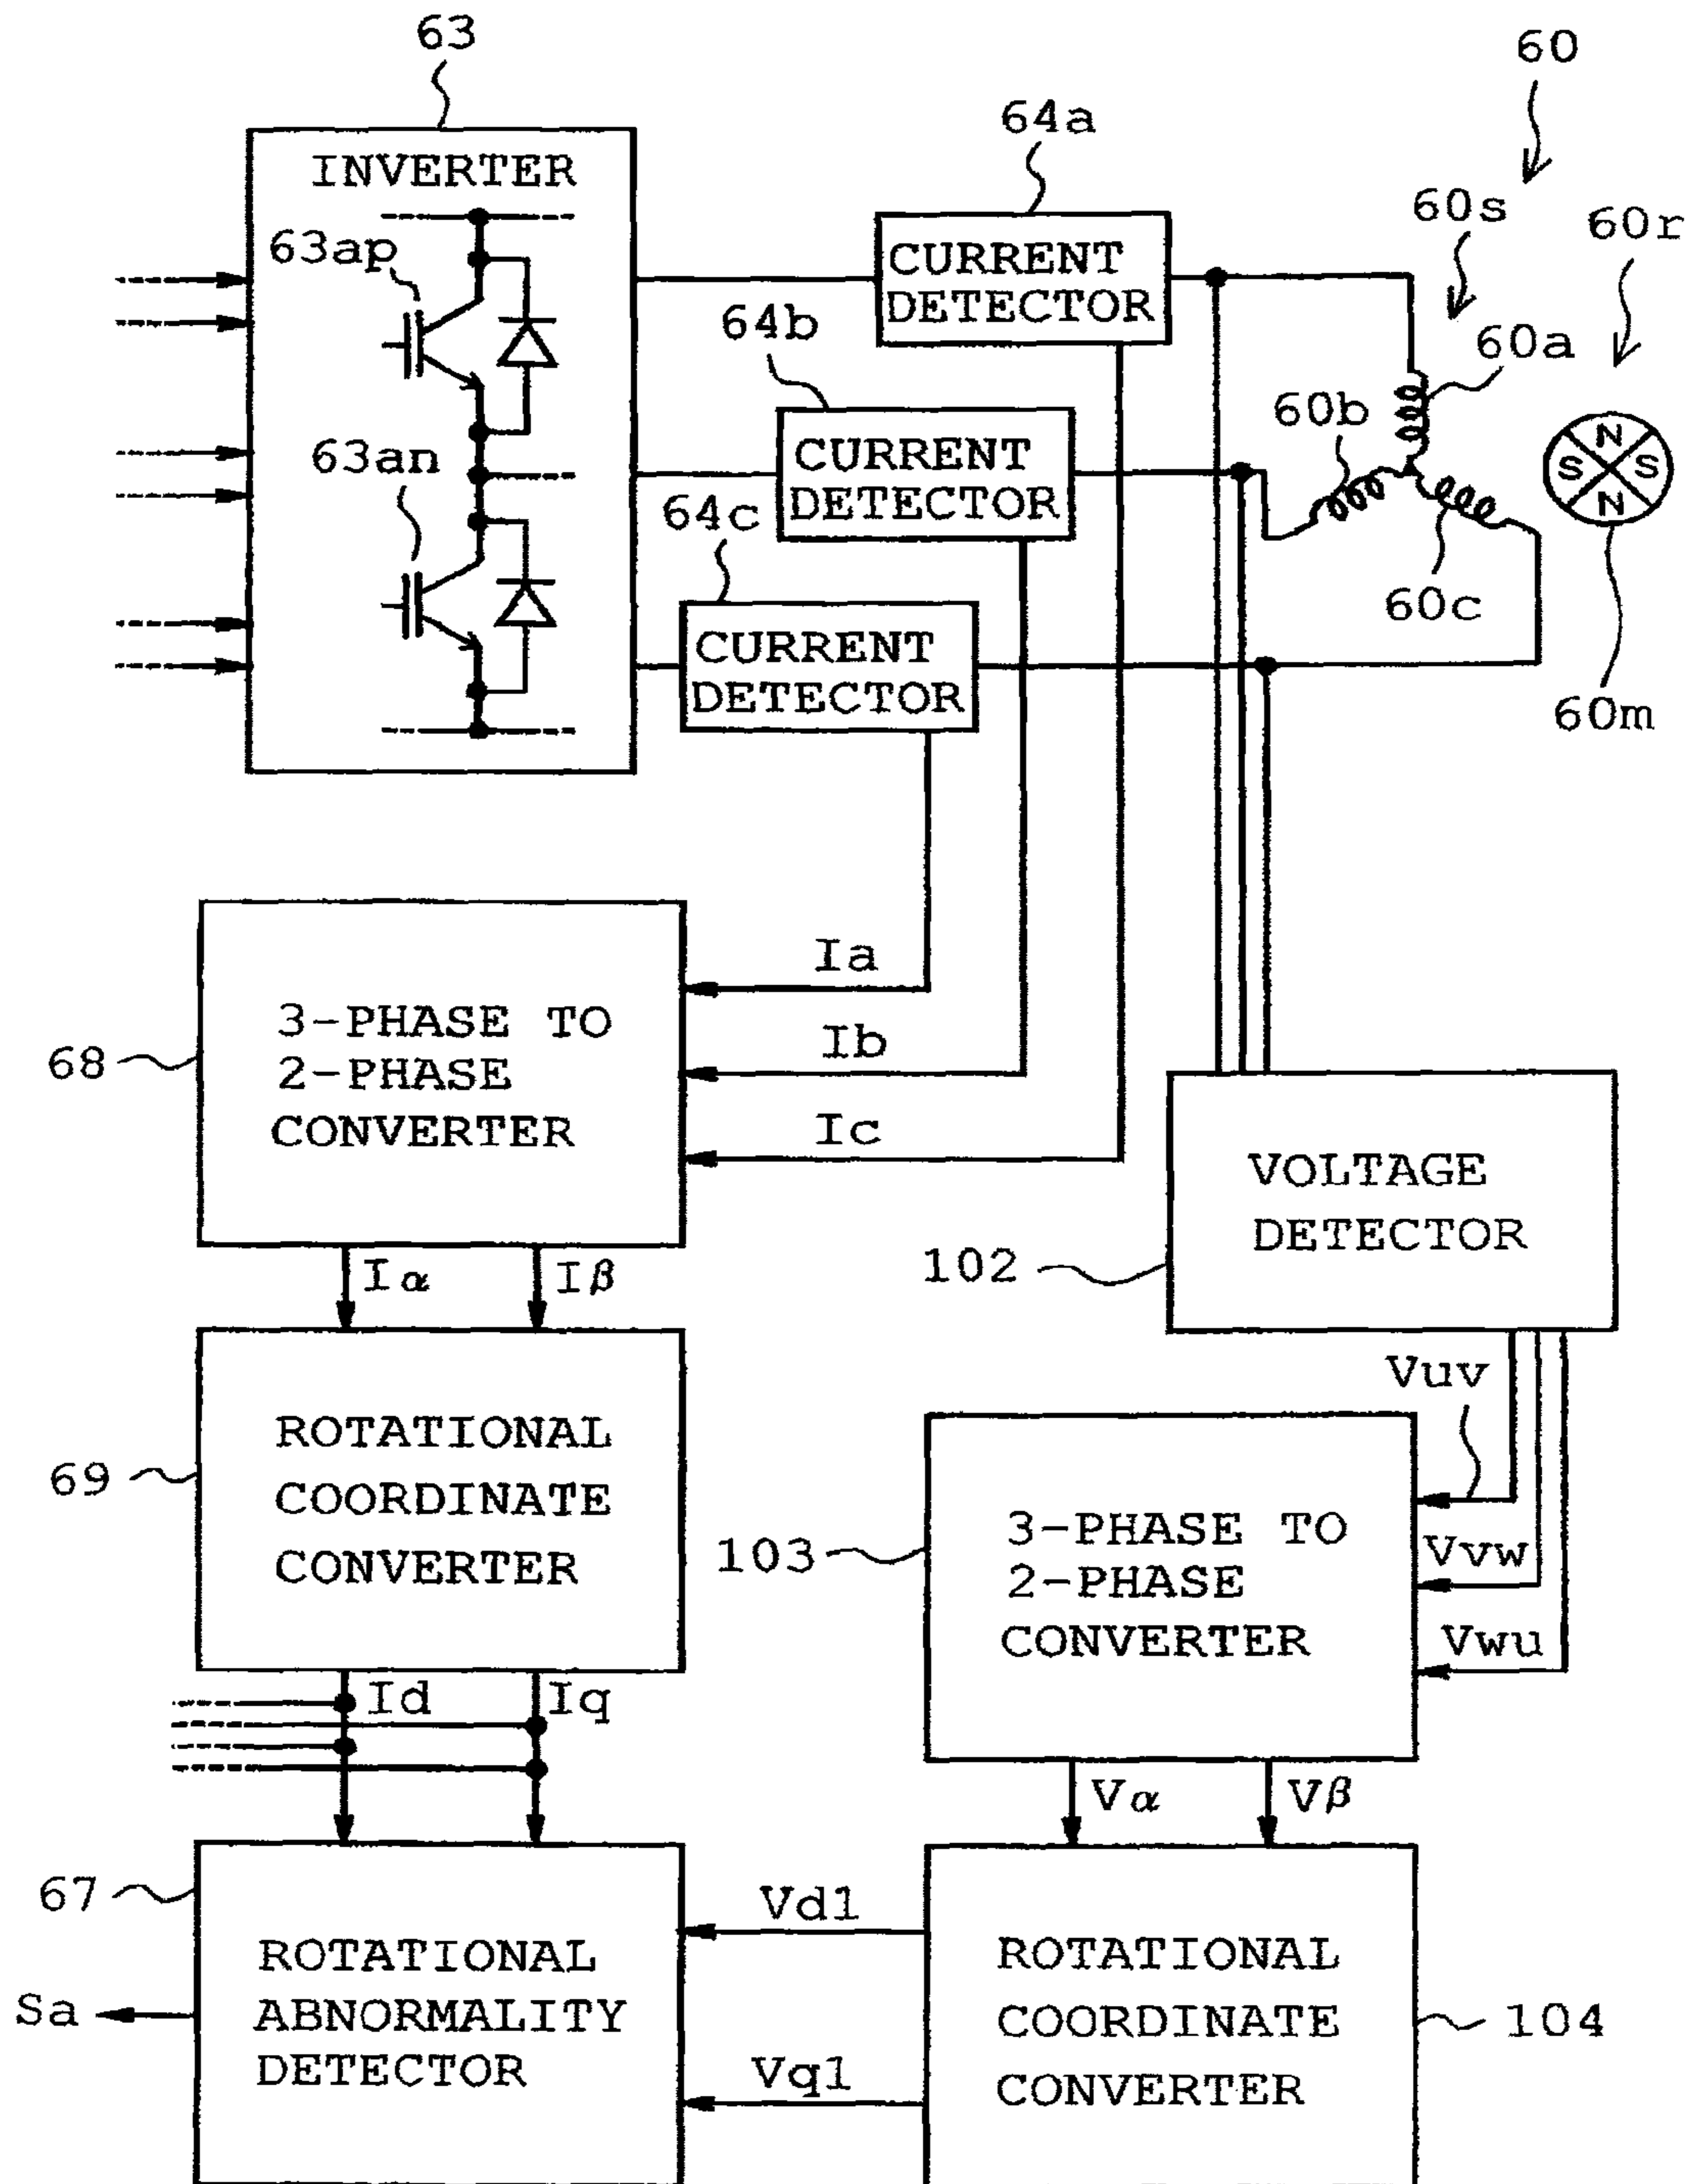 63
60
64a
INVERTER
60s
60r
63ap
CURRENT
DETECTOR
64b
60a
60b
N
S
S
N
63an
CURRENT
DETECTOR
64c
60c
CURRENT
DETECTOR
60m
Ia
3-PHASE TO
2-PHASE
CONVERTER
68
Ib
Ic
VOLTAGE
DETECTOR
102
Iα
Iβ
Vuv
ROTATIONAL
COORDINATE
CONVERTER
69
3-PHASE TO
2-PHASE
CONVERTER
103
Vvw
Vwu
Id
Iq
Vα
Vβ
67
Vd1
ROTATIONAL
ABNORMALITY
DETECTOR
Sa
Vq1
ROTATIONAL
COORDINATE
CONVERTER
104